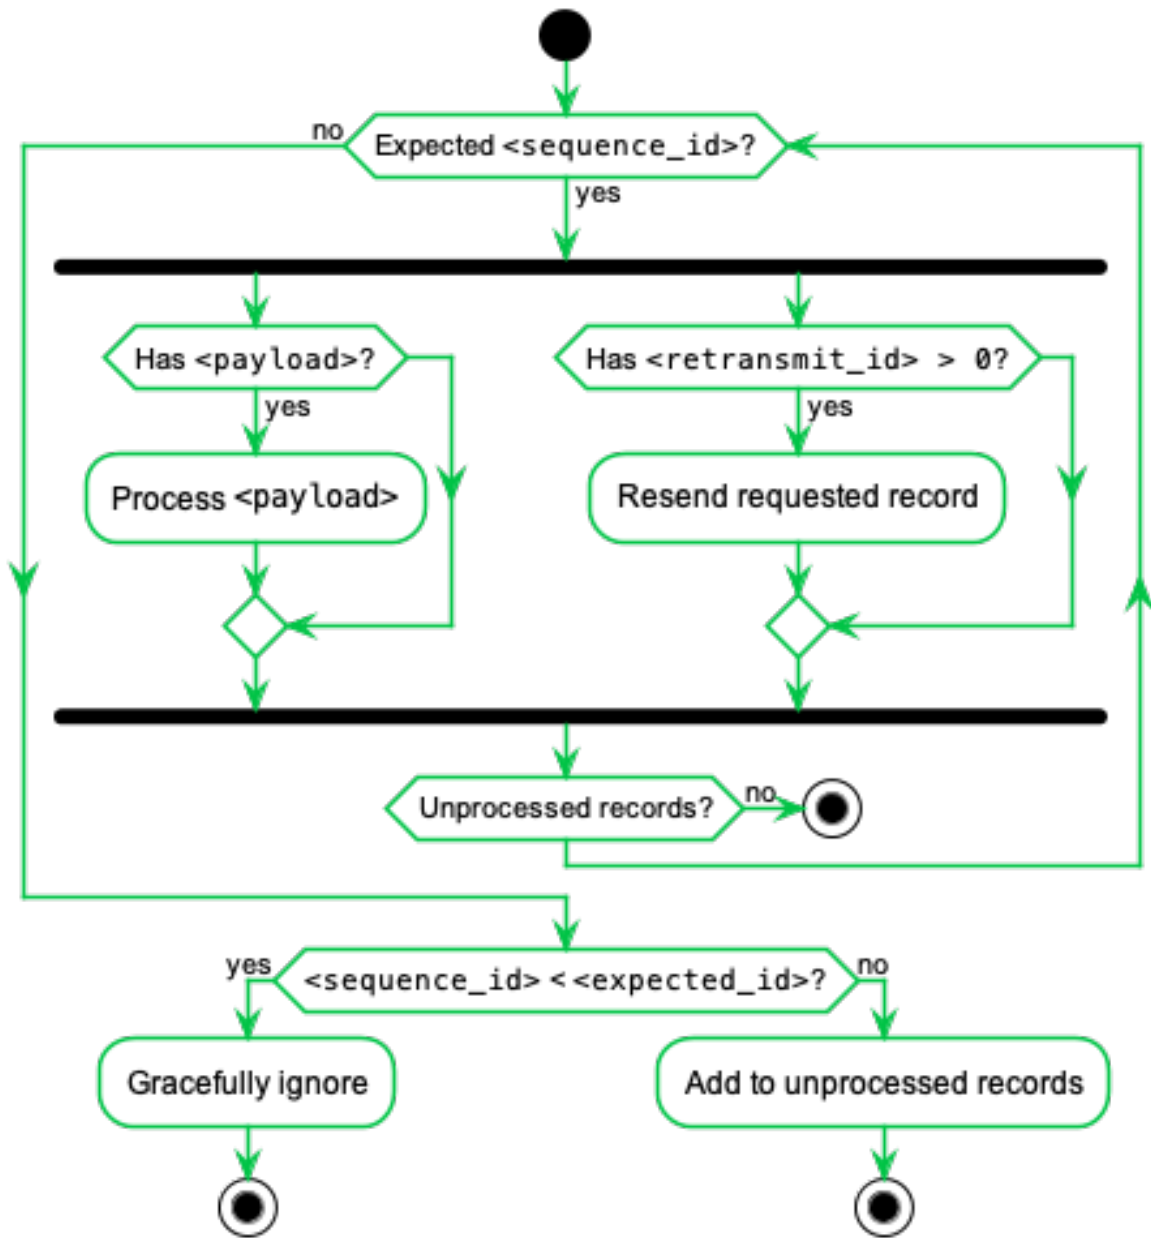 no
Expected <sequence_id>?
yes
Has <payload>?
Has <retransmit_id> > 0?
yes
yes
Process <payload>
Resend requested record
Unprocessed records?
no
yes
<sequence_id> < <expected_id>?
no
Gracefully ignore
Add to unprocessed records